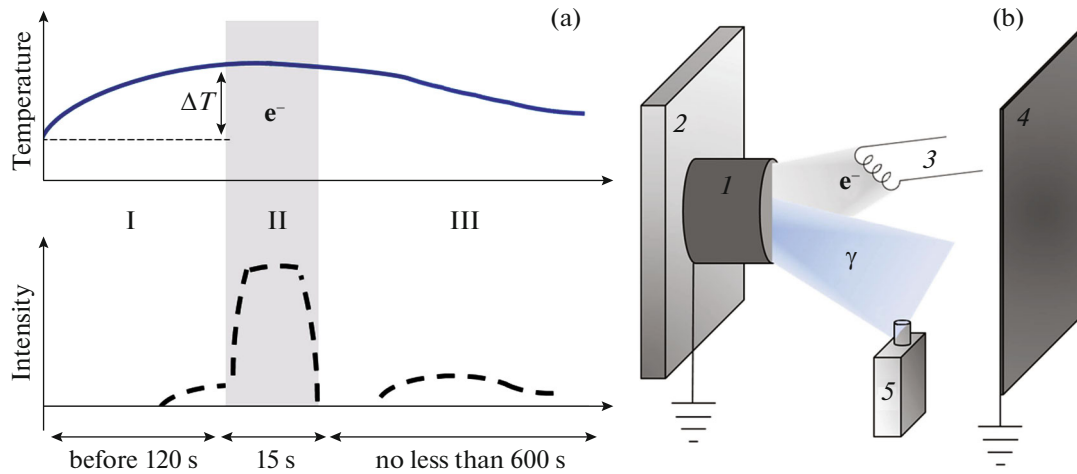 (a)
Temperature
ΔT
e⁻
I
II
III
Intensity
before 120 s
15 s
no less than 600 s
(b)
2
1
3
4
e⁻
γ
5